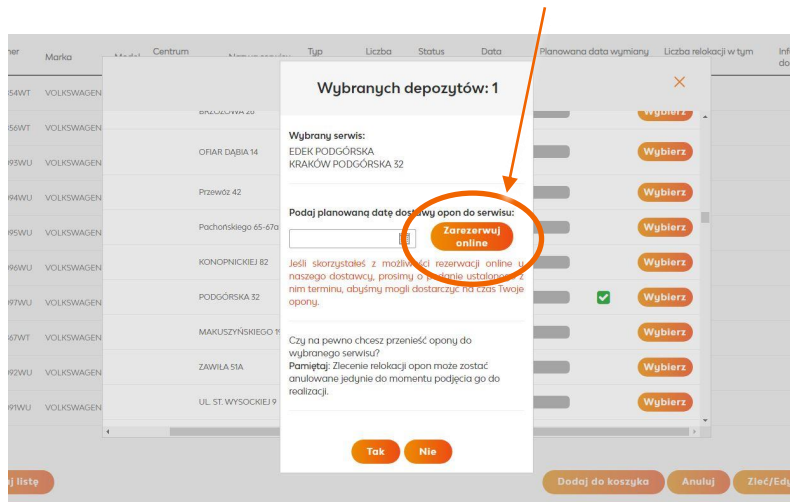 Marka Model Centrum Nazwa serwisu Typ Liczba Status Data Planowana data wymiany Liczba relokacji w tym
VOLKSWAGEN
VOLKSWAGEN
VOLKSWAGEN
VOLKSWAGEN
VOLKSWAGEN
VOLKSWAGEN
VOLKSWAGEN
VOLKSWAGEN
VOLKSWAGEN
BRZOZOWA 26 Wybierz
OFIAR DĄBIA 14 Wybierz
Przewóz 42 Wybierz
Pachońskiego 65-67a Wybierz
KONOPNICKIEJ 82 Wybierz
PODGÓRSKA 32 Wybierz
MAKUSZYŃSKIEGO Wybierz
ZAWIŁA 51A Wybierz
UL. ST. WYSOCKIEJ 9 Wybierz
Wybranych depozytów: 1
Wybrany serwis:
EDEK PODGÓRSKA
KRAKÓW PODGÓRSKA 32
Podaj planowaną datę dostawy opon do serwisu:
Zarezerwuj
online
Jeśli skorzystałeś z możliwości rezerwacji online u
naszego dostawcy, prosimy o podanie ustalonego z
nim terminu, abyśmy mogli dostarczyć na czas Twoje
opony.
Czy na pewno chcesz przenieść opony do
wybranego serwisu?
Pamiętaj: Zlecenie relokacji opon może zostać
anulowane jedynie do momentu podjęcia go do
realizacji.
Tak Nie
j listę Dodaj do koszyka Anuluj Zleć/Edy